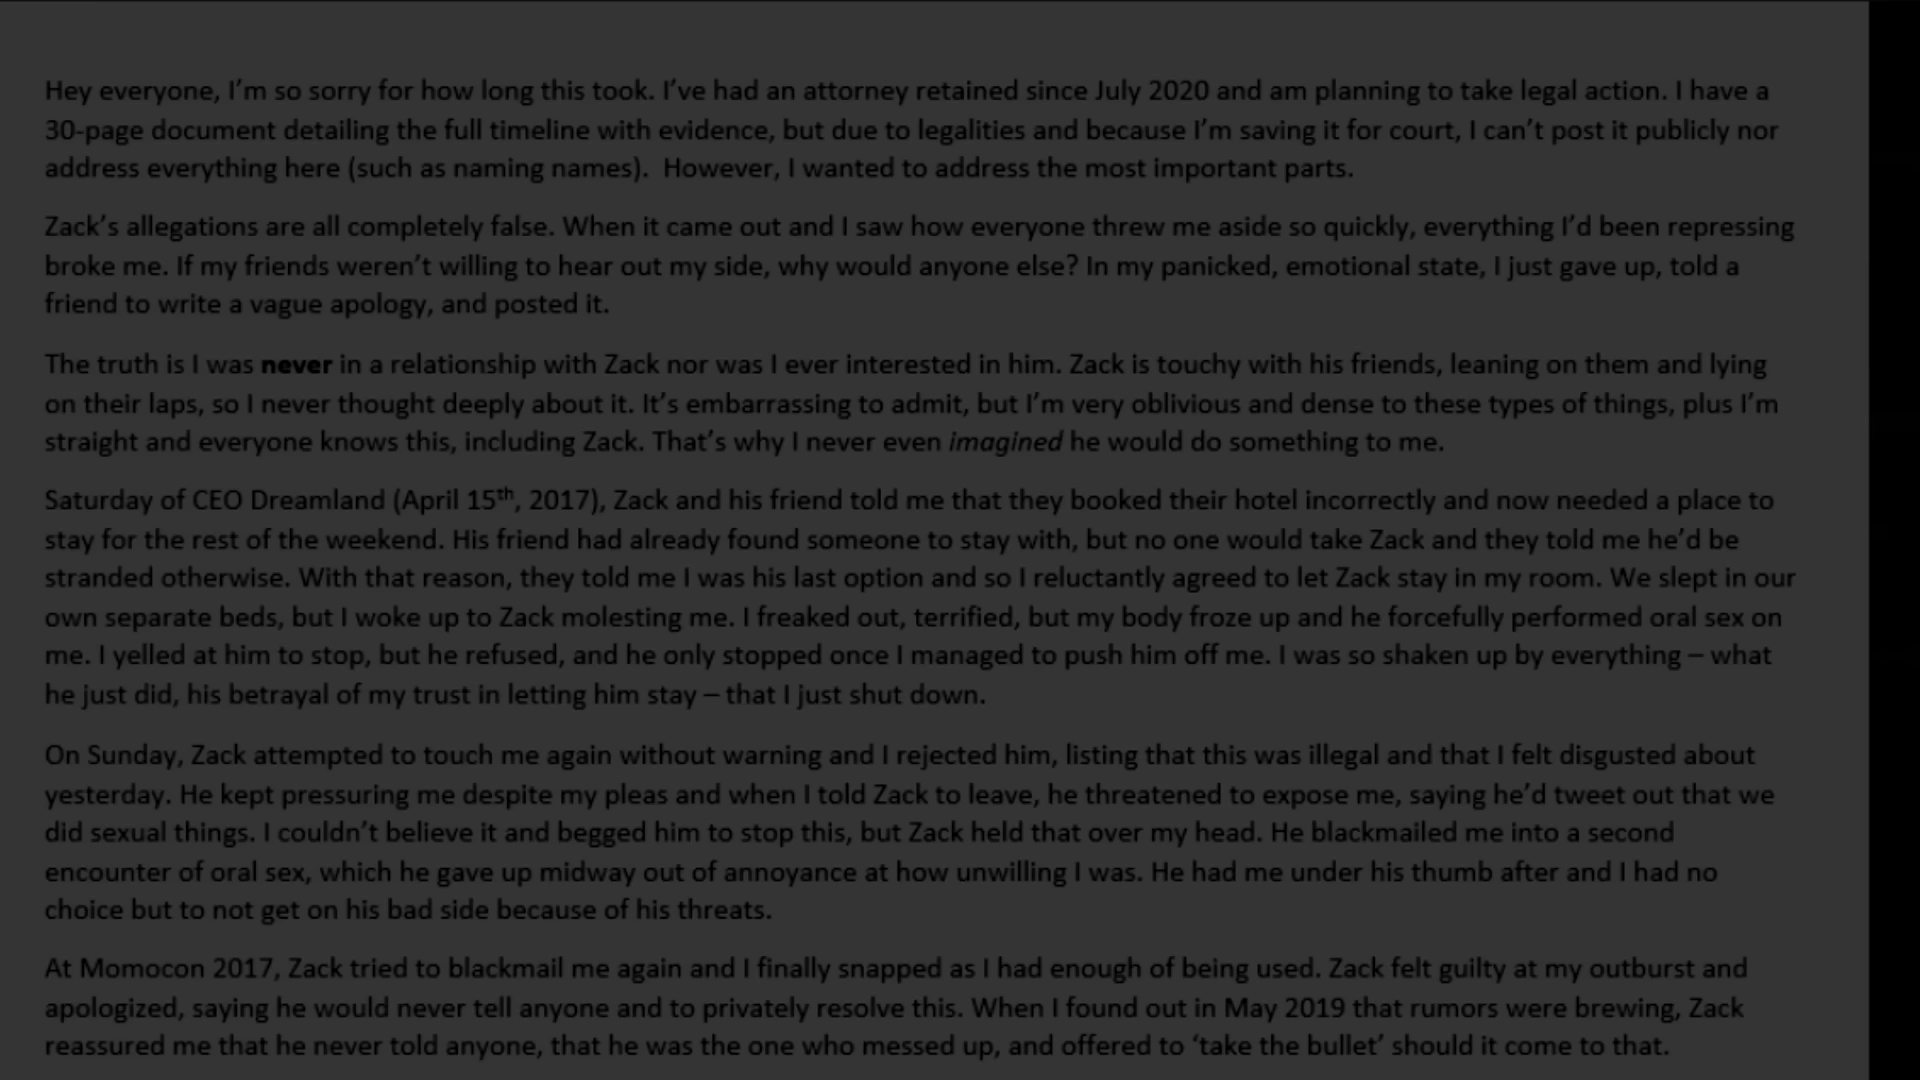 Hey everyone, I’m so sorry for how long this took. I’ve had an attorney retained since July 2020 and am planning to take legal action. I have a
30-page document detailing the full timeline with evidence, but due to legalities and because I’m saving it for court, I can’t post it publicly nor
address everything here (such as naming names).  However, I wanted to address the most important parts.
Zack’s allegations are all completely false. When it came out and I saw how everyone threw me aside so quickly, everything I’d been repressing
broke me. If my friends weren’t willing to hear out my side, why would anyone else? In my panicked, emotional state, I just gave up, told a
friend to write a vague apology, and posted it.
The truth is I was never in a relationship with Zack nor was I ever interested in him. Zack is touchy with his friends, leaning on them and lying
on their laps, so I never thought deeply about it. It’s embarrassing to admit, but I’m very oblivious and dense to these types of things, plus I’m
straight and everyone knows this, including Zack. That’s why I never even imagined he would do something to me.
Saturday of CEO Dreamland (April 15th, 2017), Zack and his friend told me that they booked their hotel incorrectly and now needed a place to
stay for the rest of the weekend. His friend had already found someone to stay with, but no one would take Zack and they told me he’d be
stranded otherwise. With that reason, they told me I was his last option and so I reluctantly agreed to let Zack stay in my room. We slept in our
own separate beds, but I woke up to Zack molesting me. I freaked out, terrified, but my body froze up and he forcefully performed oral sex on
me. I yelled at him to stop, but he refused, and he only stopped once I managed to push him off me. I was so shaken up by everything – what
he just did, his betrayal of my trust in letting him stay – that I just shut down.
On Sunday, Zack attempted to touch me again without warning and I rejected him, listing that this was illegal and that I felt disgusted about
yesterday. He kept pressuring me despite my pleas and when I told Zack to leave, he threatened to expose me, saying he’d tweet out that we
did sexual things. I couldn’t believe it and begged him to stop this, but Zack held that over my head. He blackmailed me into a second
encounter of oral sex, which he gave up midway out of annoyance at how unwilling I was. He had me under his thumb after and I had no
choice but to not get on his bad side because of his threats.
At Momocon 2017, Zack tried to blackmail me again and I finally snapped as I had enough of being used. Zack felt guilty at my outburst and
apologized, saying he would never tell anyone and to privately resolve this. When I found out in May 2019 that rumors were brewing, Zack
reassured me that he never told anyone, that he was the one who messed up, and offered to ‘take the bullet’ should it come to that.